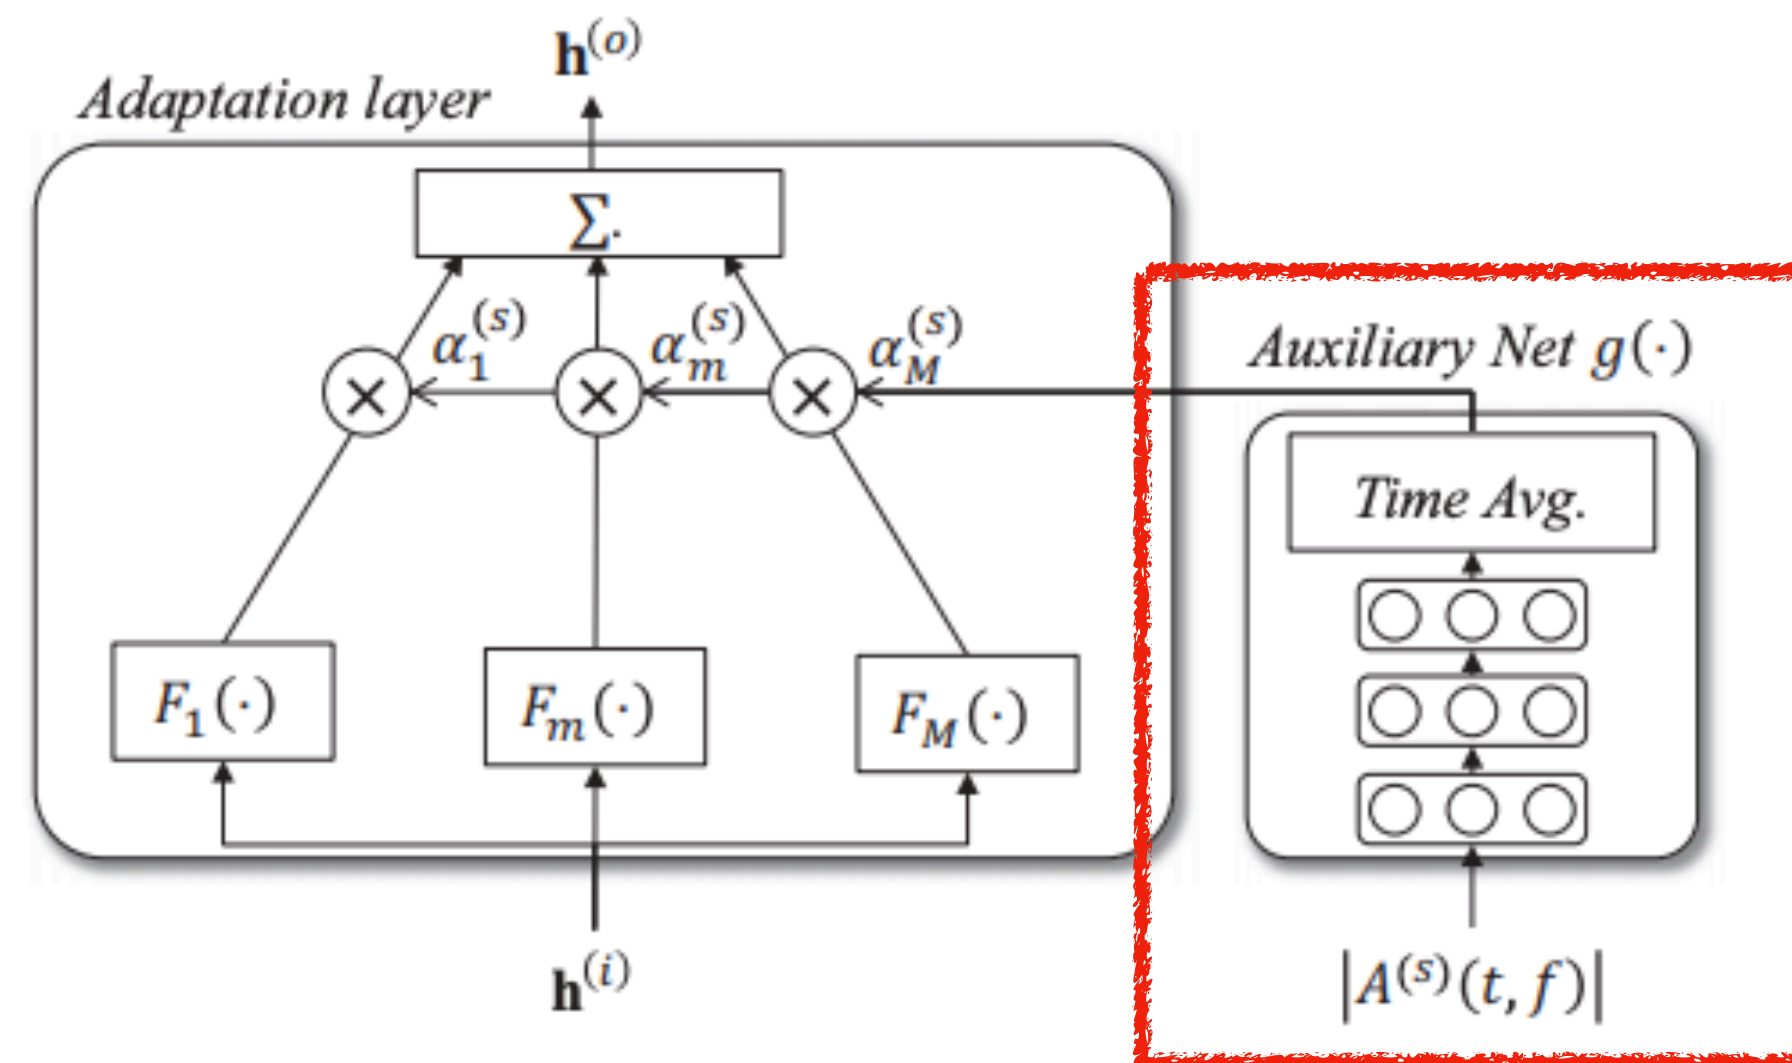 h^(o)
Adaptation layer
Σ·
α_1^(s) α_m^(s) α_M^(s)
Auxiliary Net g(·)
× × ×
Time Avg.
F_1(·) F_m(·) F_M(·)
h^(i)
|A^(s)(t, f)|